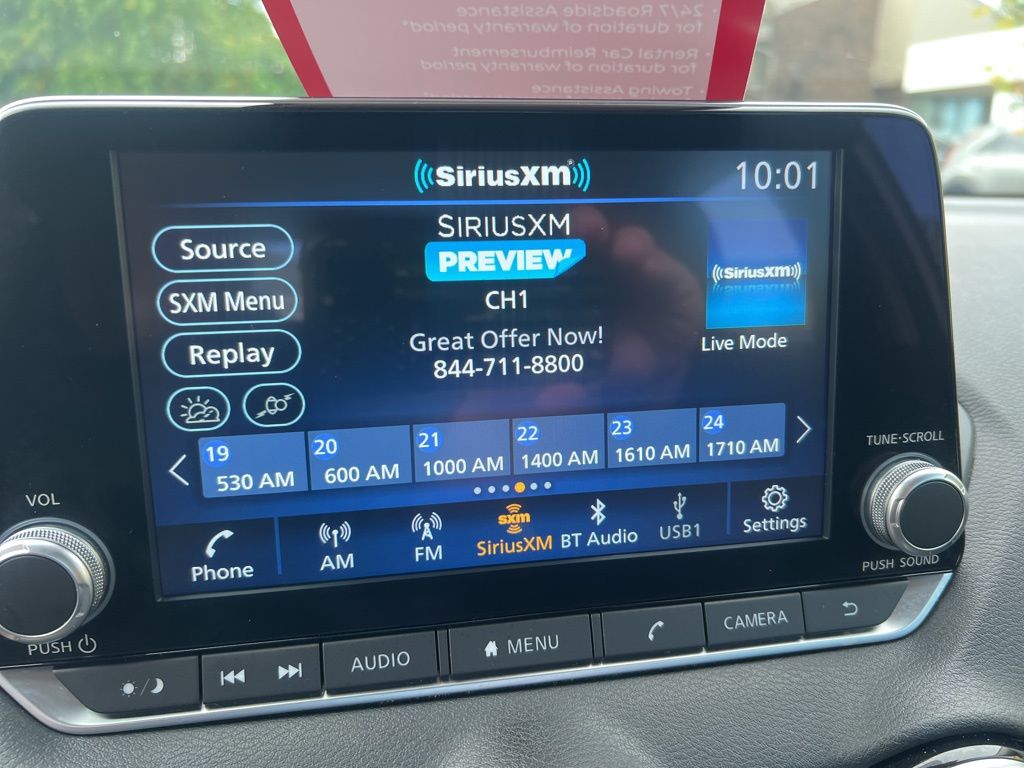 24/7 Roadside Assistance
for duration of warranty period*
Rental Car Reimbursement
for duration of warranty period
Towing Assistance
SiriusXM
10:01
Source
SXM Menu
Replay
SIRIUSXM
PREVIEW
CH1
Great Offer Now!
844-711-8800
SiriusXM
Live Mode
19 530 AM
20 600 AM
21 1000 AM
22 1400 AM
23 1610 AM
24 1710 AM
Phone
AM
FM
sxm
SiriusXM
BT Audio
USB1
Settings
VOL
PUSH
TUNE·SCROLL
PUSH SOUND
AUDIO
MENU
CAMERA